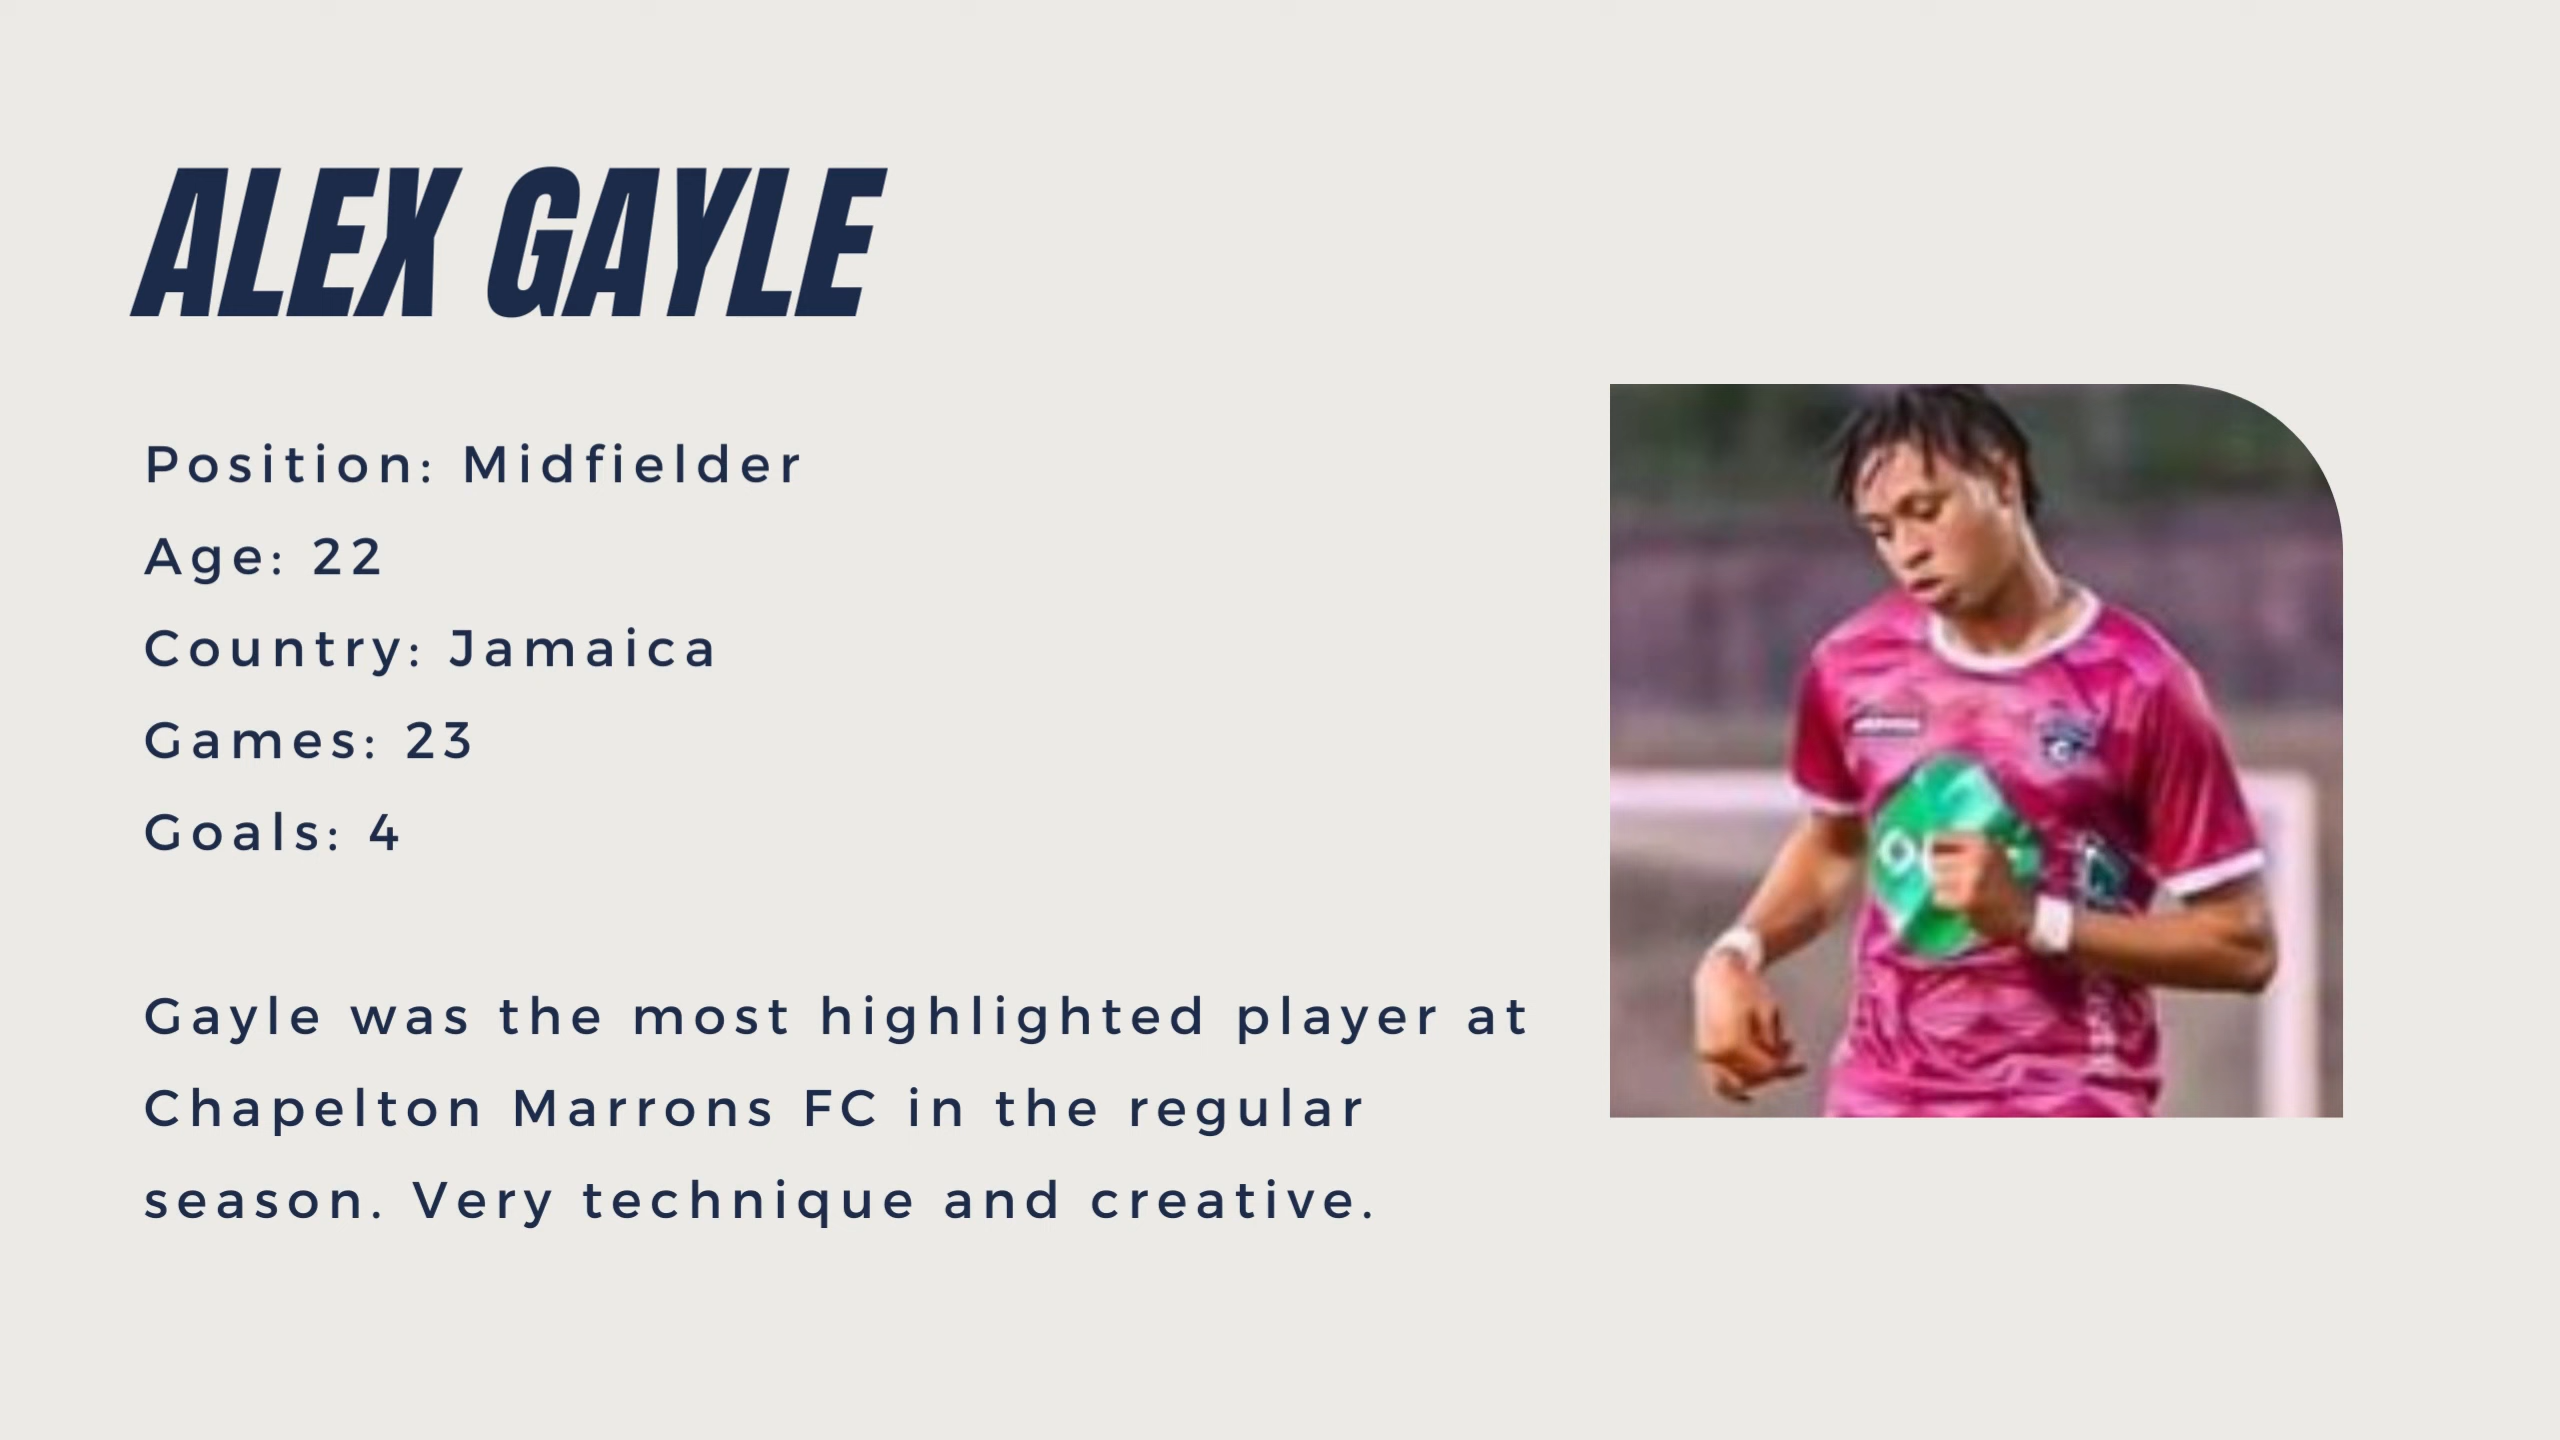 ALEX GAYLE
Position: Midfielder
Age: 22
Country: Jamaica
Games: 23
Goals: 4
Gayle was the most highlighted player at
Chapelton Marrons FC in the regular
season. Very technique and creative.